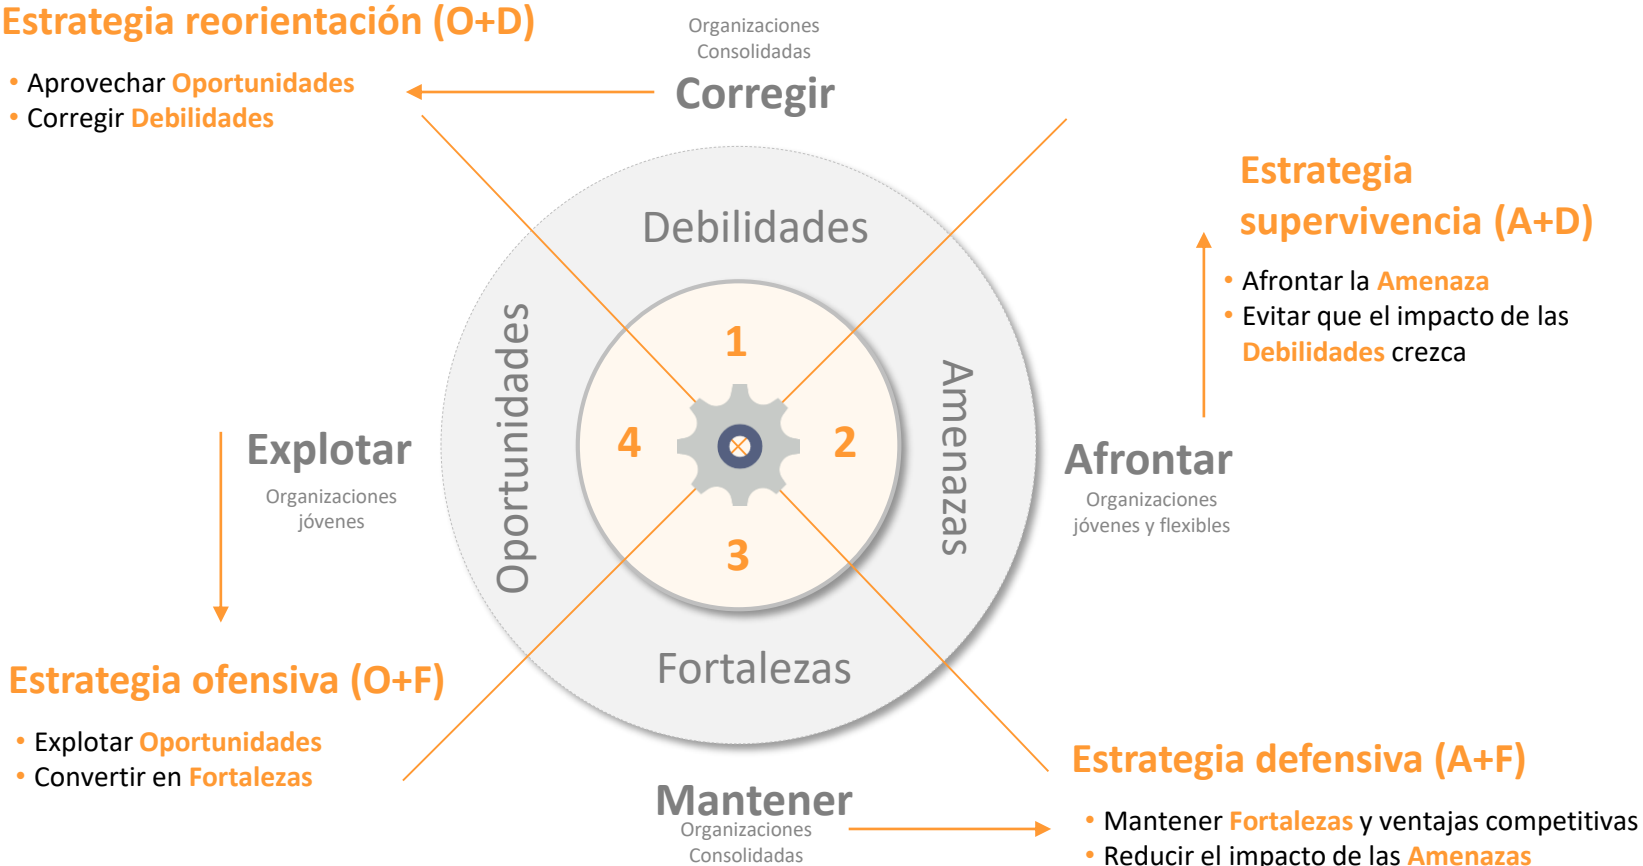 Estrategia reorientación (O+D)
• Aprovechar Oportunidades
• Corregir Debilidades
Organizaciones
Consolidadas
Corregir
Estrategia
supervivencia (A+D)
• Afrontar la Amenaza
• Evitar que el impacto de las
Debilidades crezca
Debilidades
Oportunidades
Amenazas
Fortalezas
1
2
3
4
Explotar
Organizaciones
jóvenes
Afrontar
Organizaciones
jóvenes y flexibles
Estrategia ofensiva (O+F)
• Explotar Oportunidades
• Convertir en Fortalezas
Mantener
Organizaciones
Consolidadas
Estrategia defensiva (A+F)
• Mantener Fortalezas y ventajas competitivas
• Reducir el impacto de las Amenazas